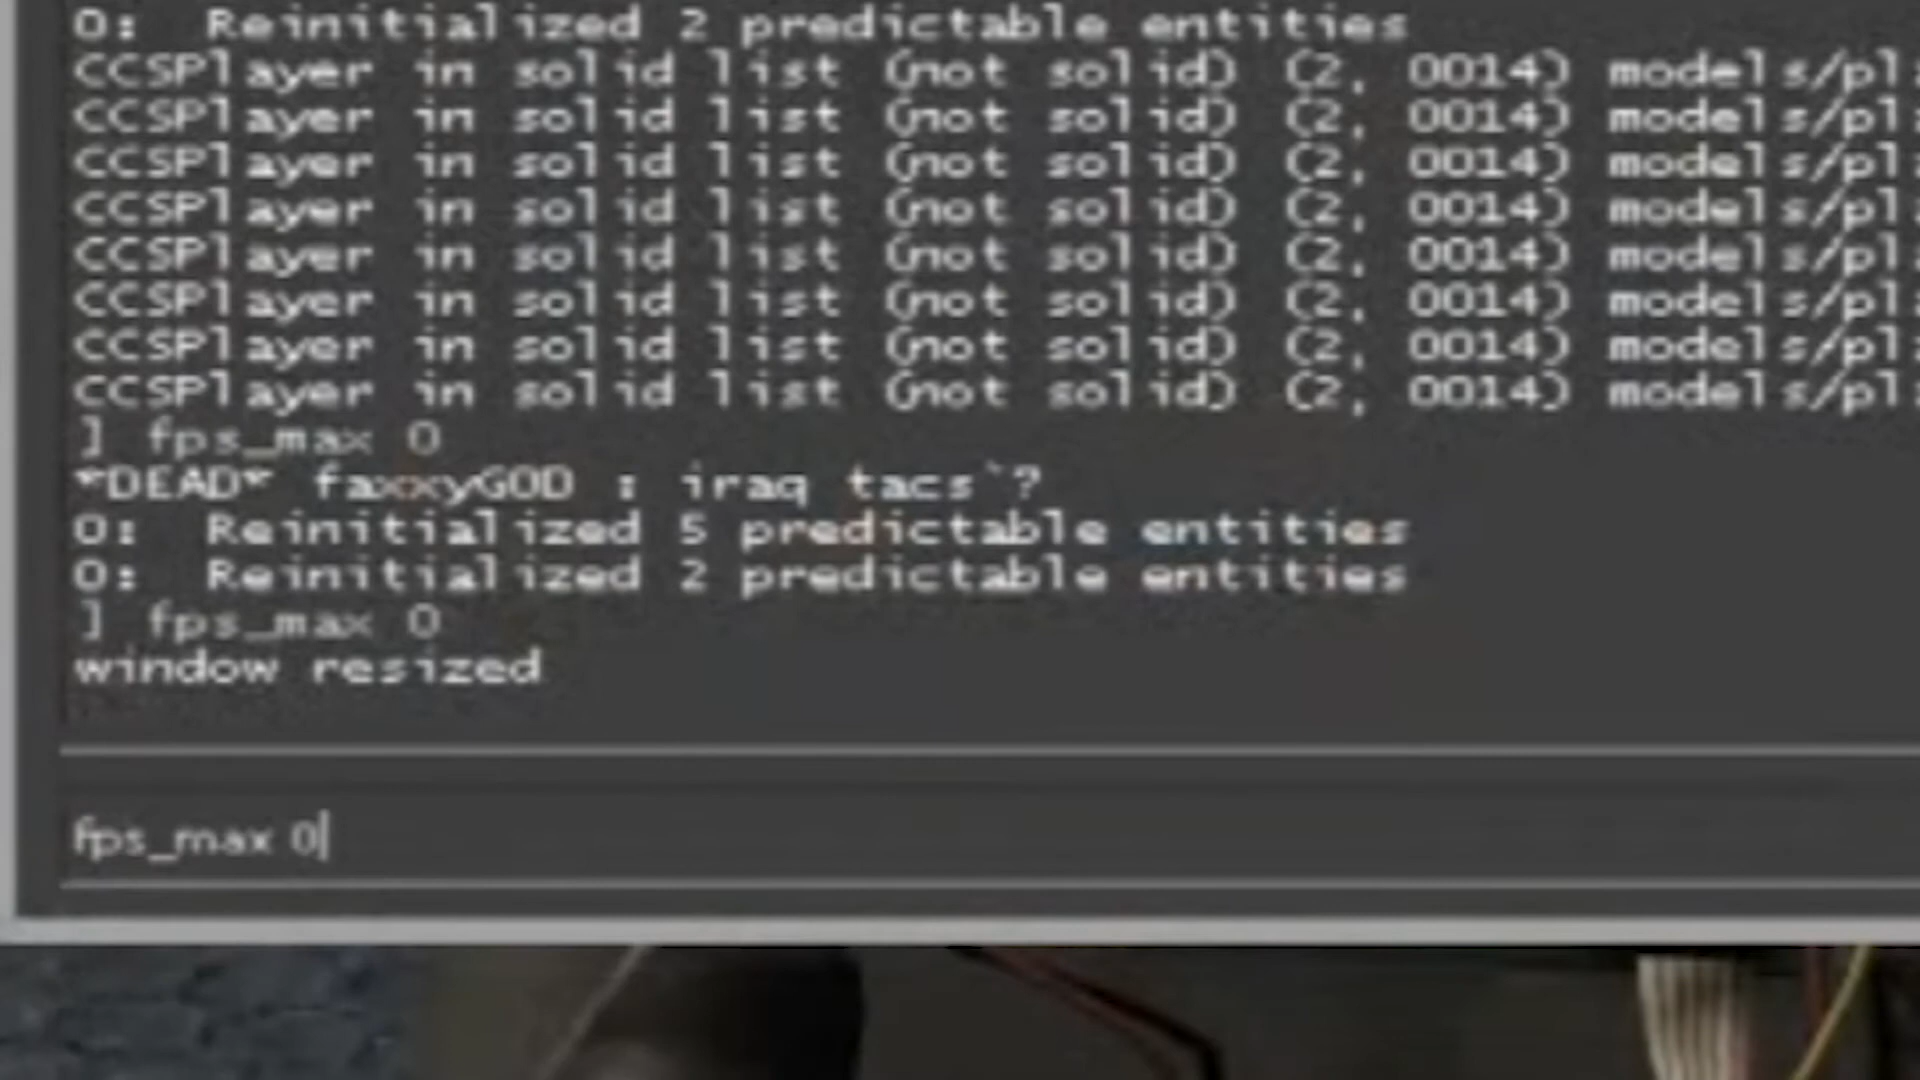 0:  Reinitialized 2 predictable entities
CCSPlayer in solid list (not solid) (2, 0014) models/pl
CCSPlayer in solid list (not solid) (2, 0014) models/pl
CCSPlayer in solid list (not solid) (2, 0014) models/pl
CCSPlayer in solid list (not solid) (2, 0014) models/pl
CCSPlayer in solid list (not solid) (2, 0014) models/pl
CCSPlayer in solid list (not solid) (2, 0014) models/pl
CCSPlayer in solid list (not solid) (2, 0014) models/pl
CCSPlayer in solid list (not solid) (2, 0014) models/pl
] fps_max 0
*DEAD* faxxyGOD : iraq tacs`?
0:  Reinitialized 5 predictable entities
0:  Reinitialized 2 predictable entities
] fps_max 0
window resized
fps_max 0